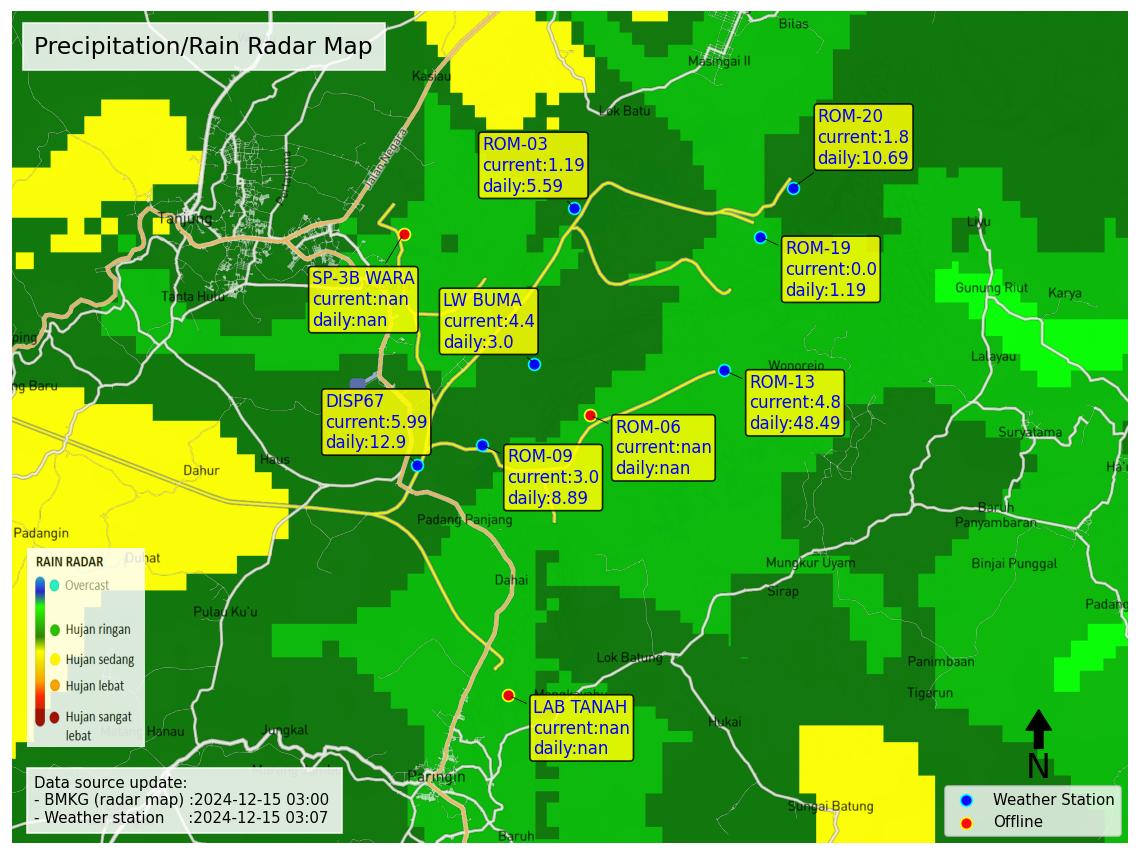 Precipitation/Rain Radar Map
Bilas
Masingai II
Kasiau
Lok Batu
Jalan Negara
ROM-20
current:1.8
daily:10.69
ROM-03
current:1.19
daily:5.59
Tanjung
Liyu
ROM-19
current:0.0
daily:1.19
SP-3B WARA
current:nan
daily:nan
Tanta Hulu
LW BUMA
current:4.4
daily:3.0
Gunung Riut
Karya
ping
Lalayau
Wonorejo
ng Baru
ROM-13
current:4.8
daily:48.49
DISP67
current:5.99
daily:12.9
ROM-06
current:nan
daily:nan
Suryatama
Haus
Dahur
ROM-09
current:3.0
daily:8.89
Padang Panjang
Baruh
Panyambaran
Padangin
Duhat
RAIN RADAR
Overcast
Hujan ringan
Hujan sedang
Hujan lebat
Hujan sangat
lebat
Mungkur Uyam
Binjai Punggal
Dahai
Sirap
Pulau Ku'u
Padang
Lok Batung
Panimbaan
Tigarun
LAB TANAH
current:nan
daily:nan
Hukai
Hanau
Jungkal
N
Paringin
Data source update:
- BMKG (radar map) :2024-12-15 03:00
- Weather station :2024-12-15 03:07
Sungai Batung
Baruh
Weather Station
Offline